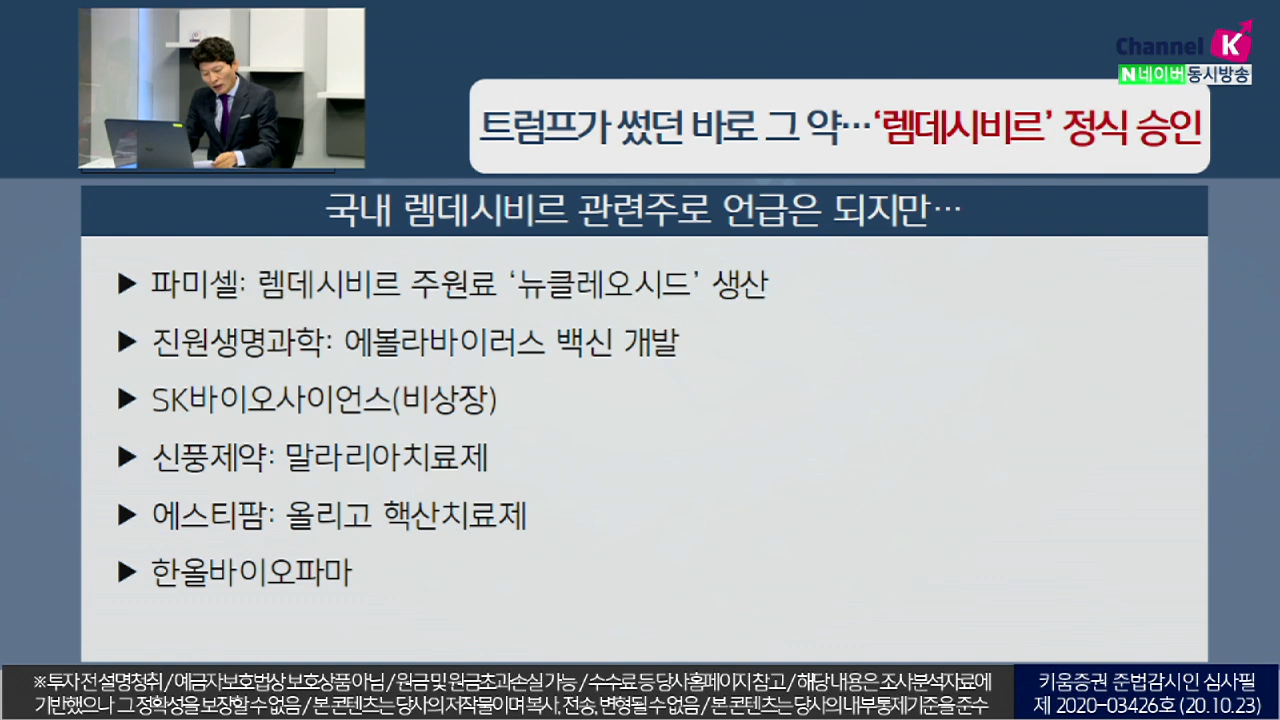 Channel K
N 네이버 동시방송
트럼프가 썼던 바로 그 약…‘렘데시비르’ 정식 승인
국내 렘데시비르 관련주로 언급은 되지만…
▶ 파미셀: 렘데시비르 주원료 ‘뉴클레오시드’ 생산
▶ 진원생명과학: 에볼라바이러스 백신 개발
▶ SK바이오사이언스(비상장)
▶ 신풍제약: 말라리아치료제
▶ 에스티팜: 올리고 핵산치료제
▶ 한올바이오파마
※ 투자 전 설명청취 / 예금자보호법상 보호상품 아님 / 원금 및 원금초과손실 가능 / 수수료 등 당사홈페이지 참고 / 해당 내용은 조사분석자료에
기반했으나 그 정확성을 보장할 수 없음 / 본 콘텐츠는 당사의 저작물이며 복사, 전송, 변형될 수 없음 / 본 콘텐츠는 당사의 내부통제기준을 준수
키움증권 준법감시인 심사필
제 2020-03426호 (20.10.23)